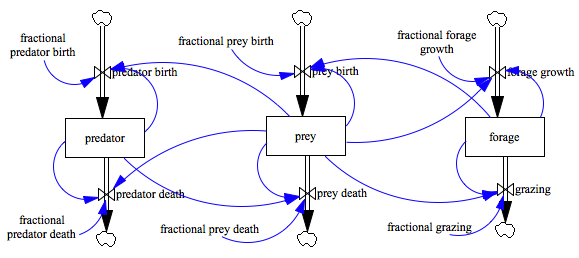 fractional
predator birth
predator birth
fractional prey birth
prey birth
fractional forage
growth
forage growth
predator
prey
forage
predator death
fractional
predator death
prey death
fractional prey death
grazing
fractional grazing